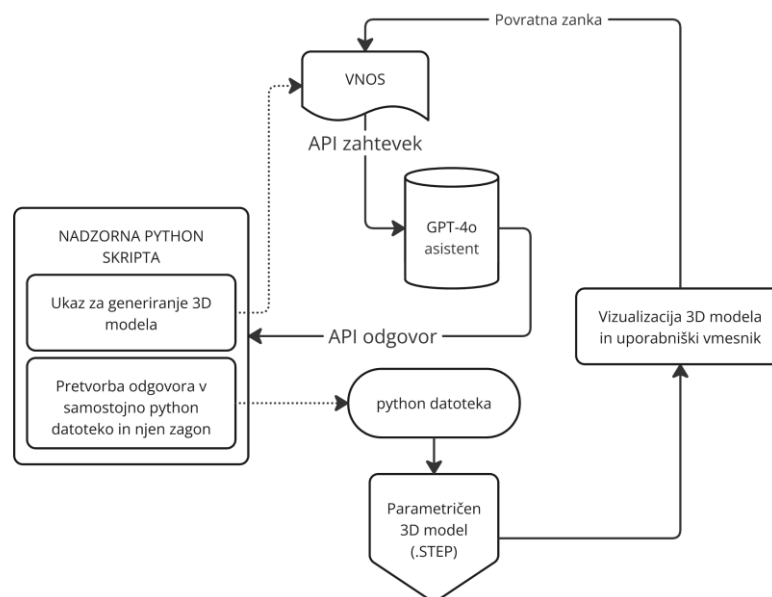 Povratna zanka
VNOS
API zahtevek
GPT-4o
asistent
NADZORNA PYTHON
SKRIPTA
Ukaz za generiranje 3D
modela
API odgovor
Vizualizacija 3D modela
in uporabniški vmesnik
Pretvorba odgovora v
samostojno python
datoteko in njen zagon
python datoteka
Parametričen
3D model
(.STEP)